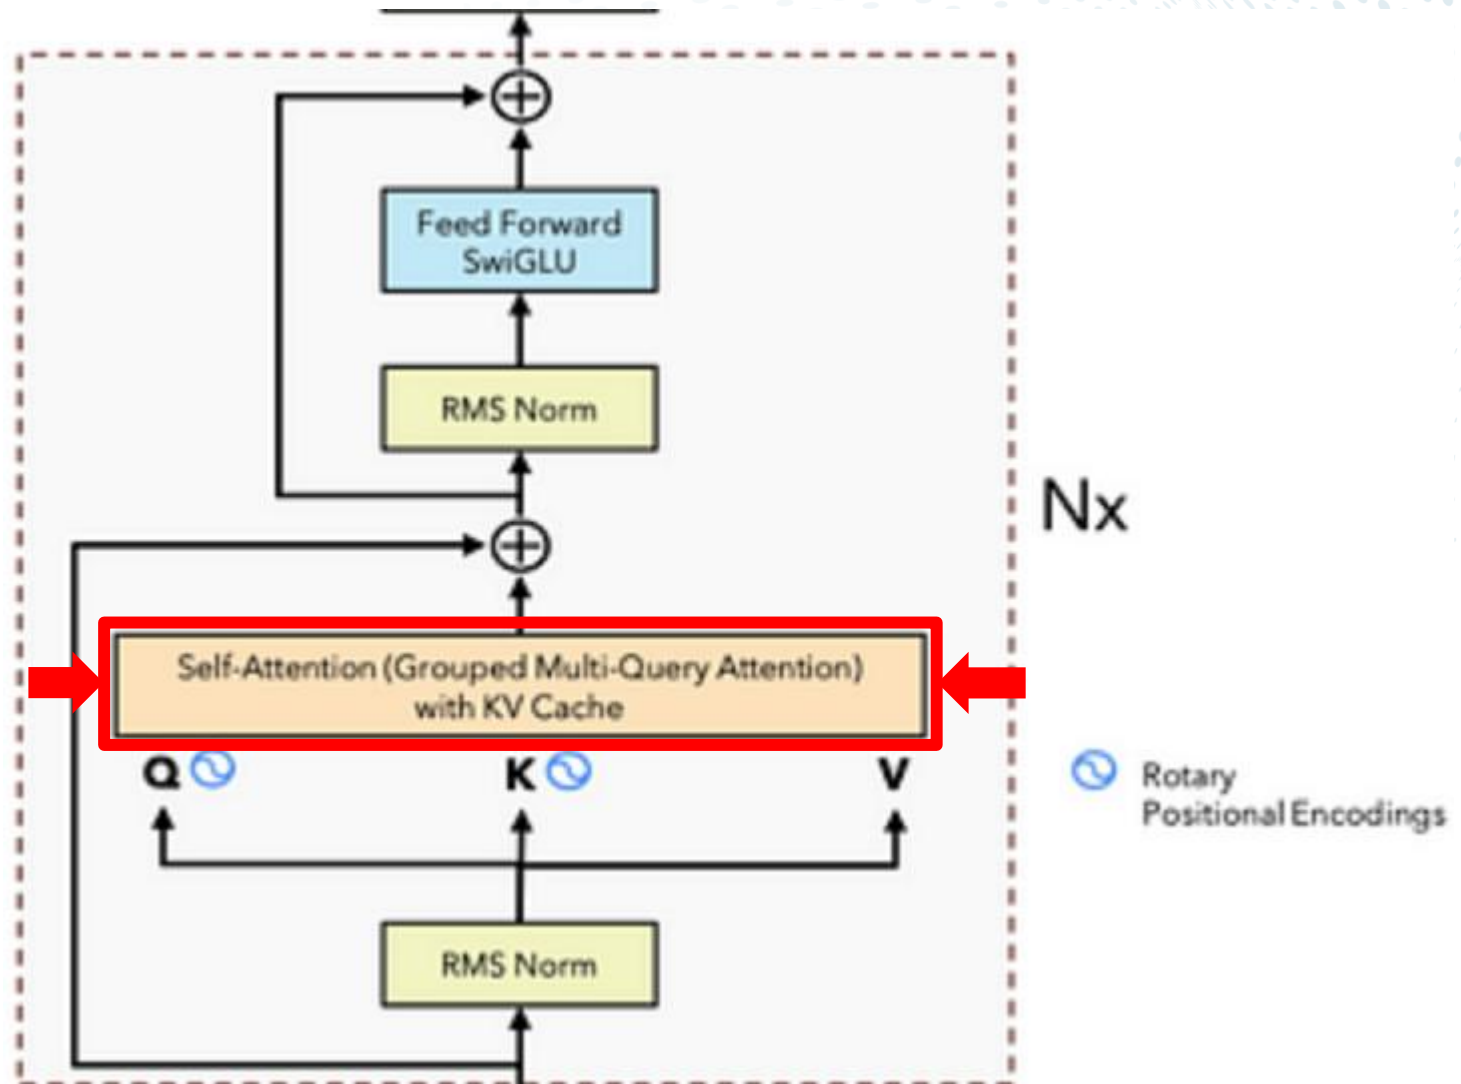 Feed Forward
SwiGLU
RMS Norm
Nx
Self-Attention (Grouped Multi-Query Attention)
with KV Cache
Q
K
V
Rotary
Positional Encodings
RMS Norm